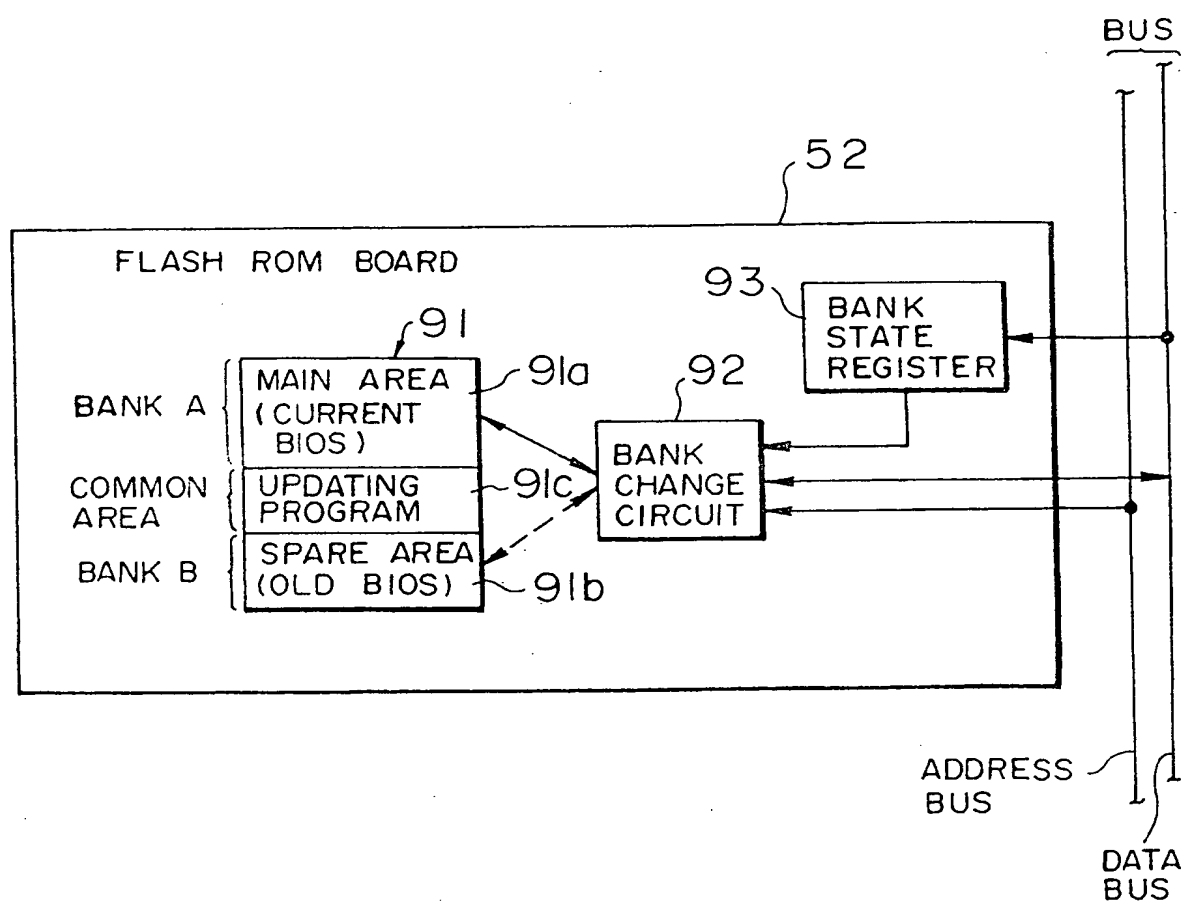 BUS
52
FLASH ROM BOARD
93
BANK
STATE
REGISTER
91
91a
92
BANK A
MAIN AREA
(CURRENT
BIOS)
BANK
CHANGE
CIRCUIT
COMMON
AREA
UPDATING
PROGRAM
91c
BANK B
SPARE AREA
(OLD BIOS)
91b
ADDRESS
BUS
DATA
BUS